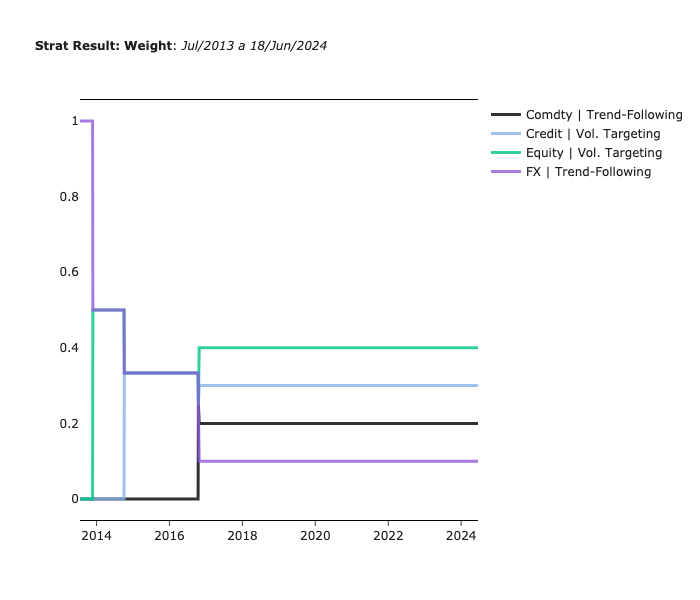 Strat Result: Weight: Jul/2013 a 18/Jun/2024
Comdty | Trend-Following
Credit | Vol. Targeting
Equity | Vol. Targeting
FX | Trend-Following
1
0.8
0.6
0.4
0.2
0
2014 2016 2018 2020 2022 2024